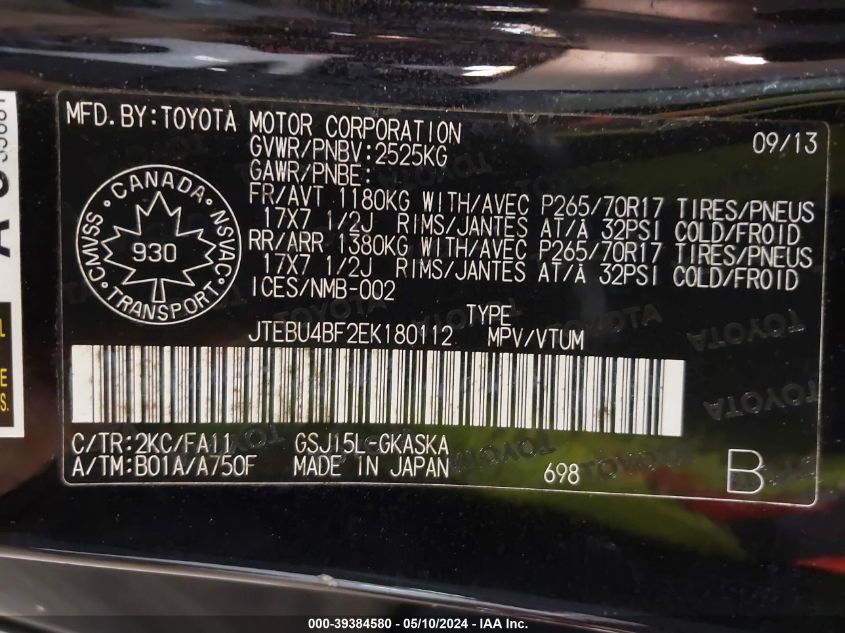 MFD.BY:TOYOTA MOTOR CORPORATION 09/13
GVWR/PNBV:2525KG
GAWR/PNBE:
FR/AVT 1180KG WITH/AVEC P265/70R17 TIRES/PNEUS
17X7 1/2J RIMS/JANTES AT/À 32PSI COLD/FROID
RR/ARR 1380KG WITH/AVEC P265/70R17 TIRES/PNEUS
17X7 1/2J RIMS/JANTES AT/À 32PSI COLD/FROID
ICES/NMB-002
CANADA
CMVSS 930 NSVAC
TRANSPORT
TYPE
JTEBU4BF2EK180112 MPV/VTUM
C/TR:2KC/FA11 GSJ15L-GKASKA
A/TM:B01A/A750F MADE IN JAPAN 698 B
TOYOTA
000-39384580 - 05/10/2024 - IAA Inc.